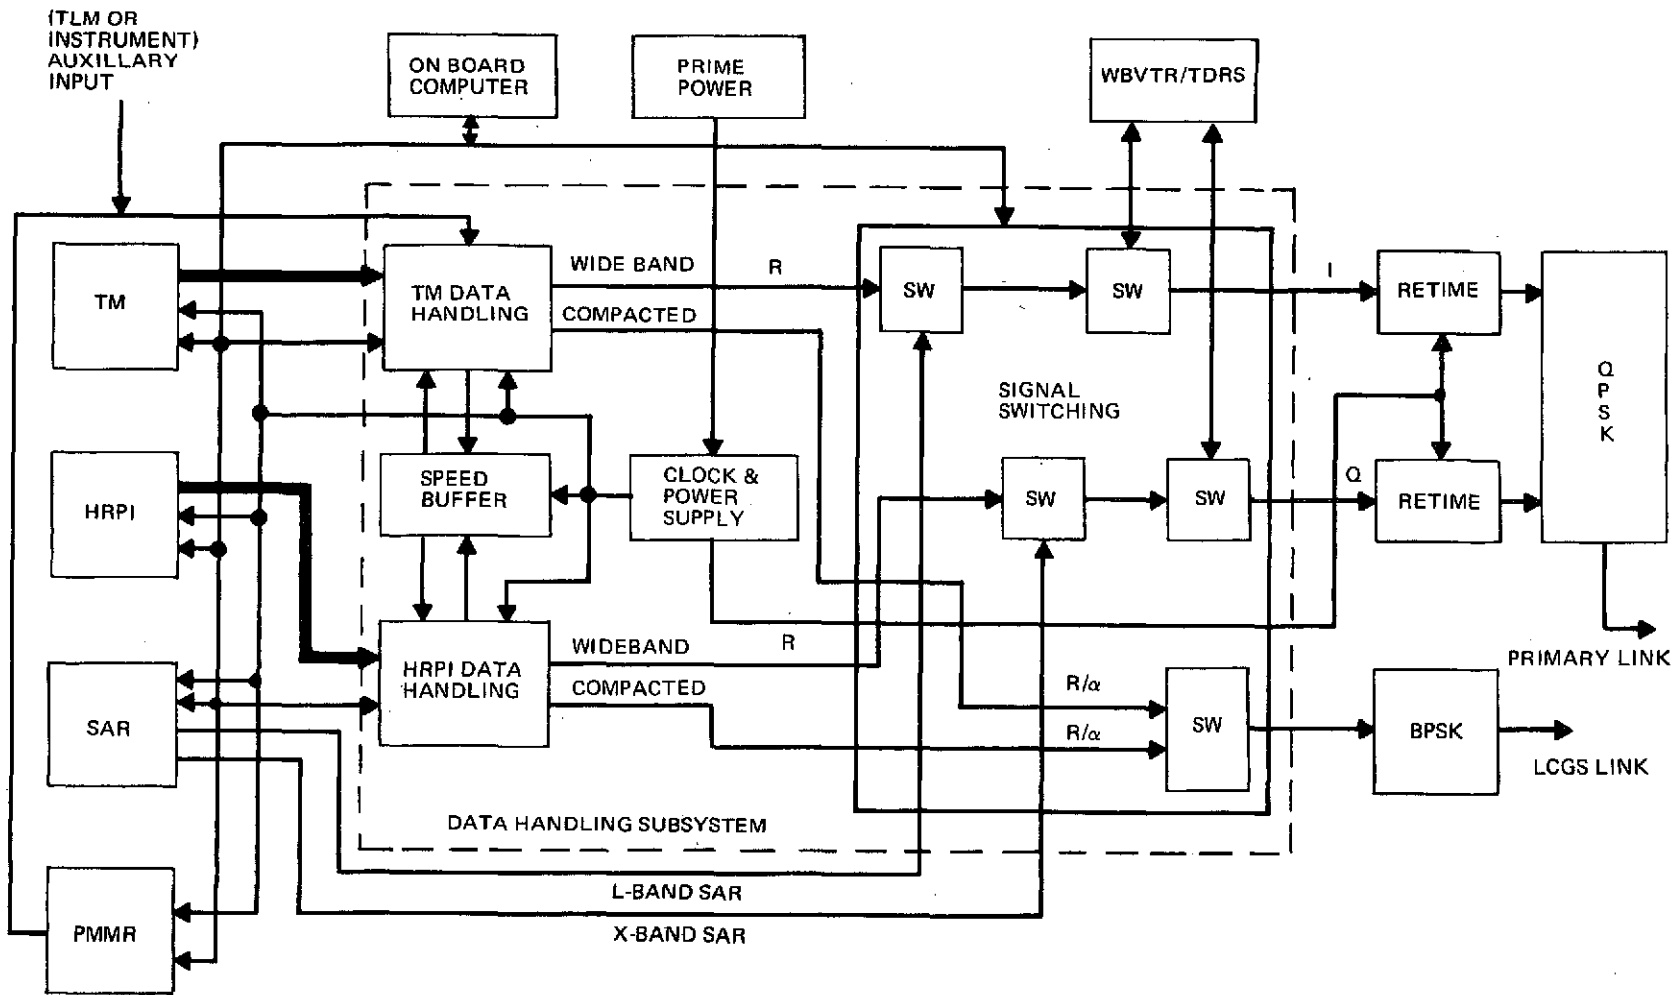 (TLM OR
INSTRUMENT)
AUXILLARY
INPUT
ON BOARD
COMPUTER
PRIME
POWER
WBVTR/TDRS
TM
TM DATA
HANDLING
WIDE BAND
R
COMPACTED
SW
SW
I
RETIME
Q
P
S
K
SIGNAL
SWITCHING
HRPI
SPEED
BUFFER
CLOCK &
POWER
SUPPLY
SW
SW
Q
RETIME
PRIMARY LINK
SAR
HRPI DATA
HANDLING
WIDEBAND
R
COMPACTED
R/α
R/α
SW
BPSK
LCGS LINK
DATA HANDLING SUBSYSTEM
L-BAND SAR
X-BAND SAR
PMMR